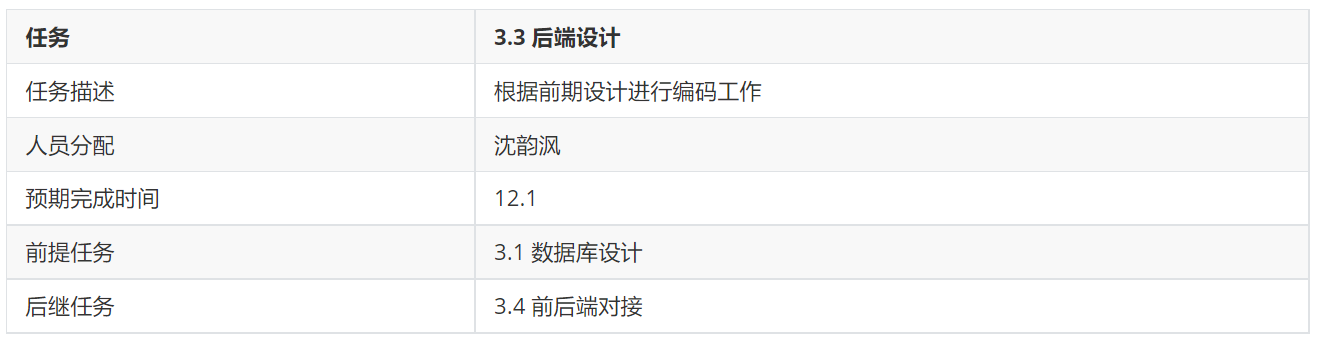 任务 3.3 后端设计
任务描述 根据前期设计进行编码工作
人员分配 沈韵沨
预期完成时间 12.1
前提任务 3.1 数据库设计
后继任务 3.4 前后端对接